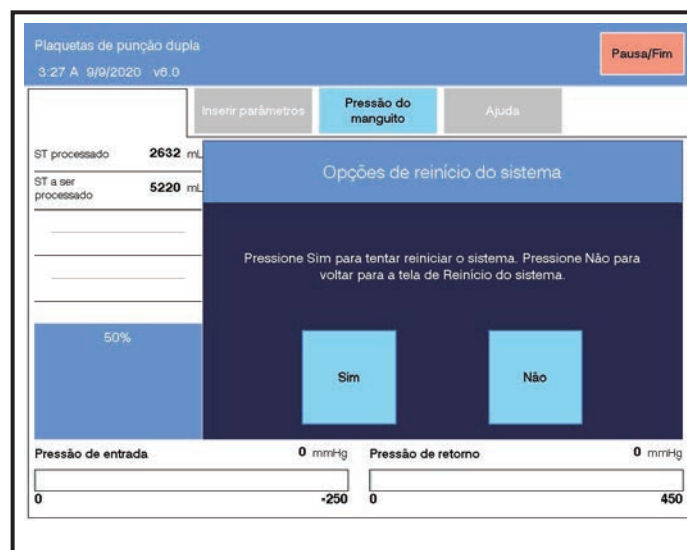 Plaquetas de punção dupla
Pausa/Fim
3:27 A 9/9/2020 v6.0
Inserir parâmetros
Pressão do
manguito
Ajuda
ST processado 2632 mL
ST a ser
processado 5220 mL
Opções de reinício do sistema
Pressione Sim para tentar reiniciar o sistema. Pressione Não para
voltar para a tela de Reinício do sistema.
50%
Sim
Não
Pressão de entrada 0 mmHg
Pressão de retorno 0 mmHg
0 -250
0 450